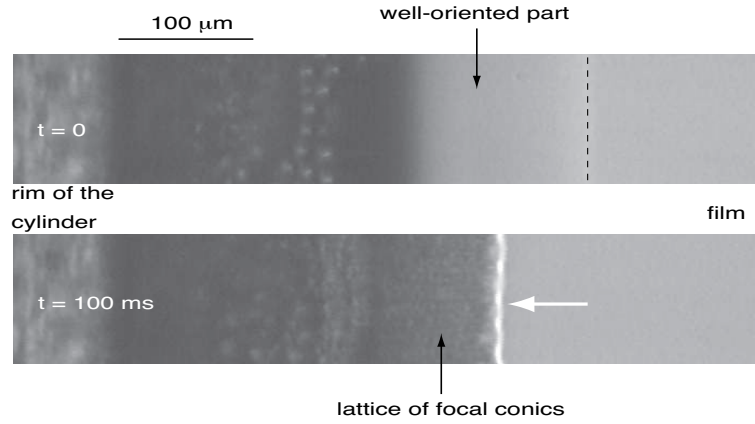 100 μm
well-oriented part
t = 0
rim of the
cylinder
film
t = 100 ms
lattice of focal conics